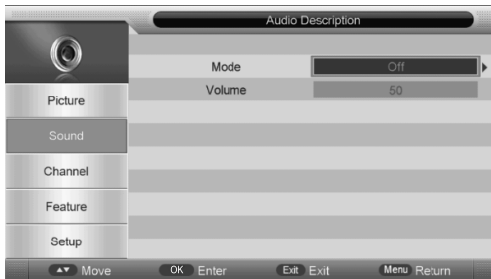 Audio Description
Mode Off
Volume 50
Picture
Sound
Channel
Feature
Setup
Move OK Enter Exit Exit Menu Return